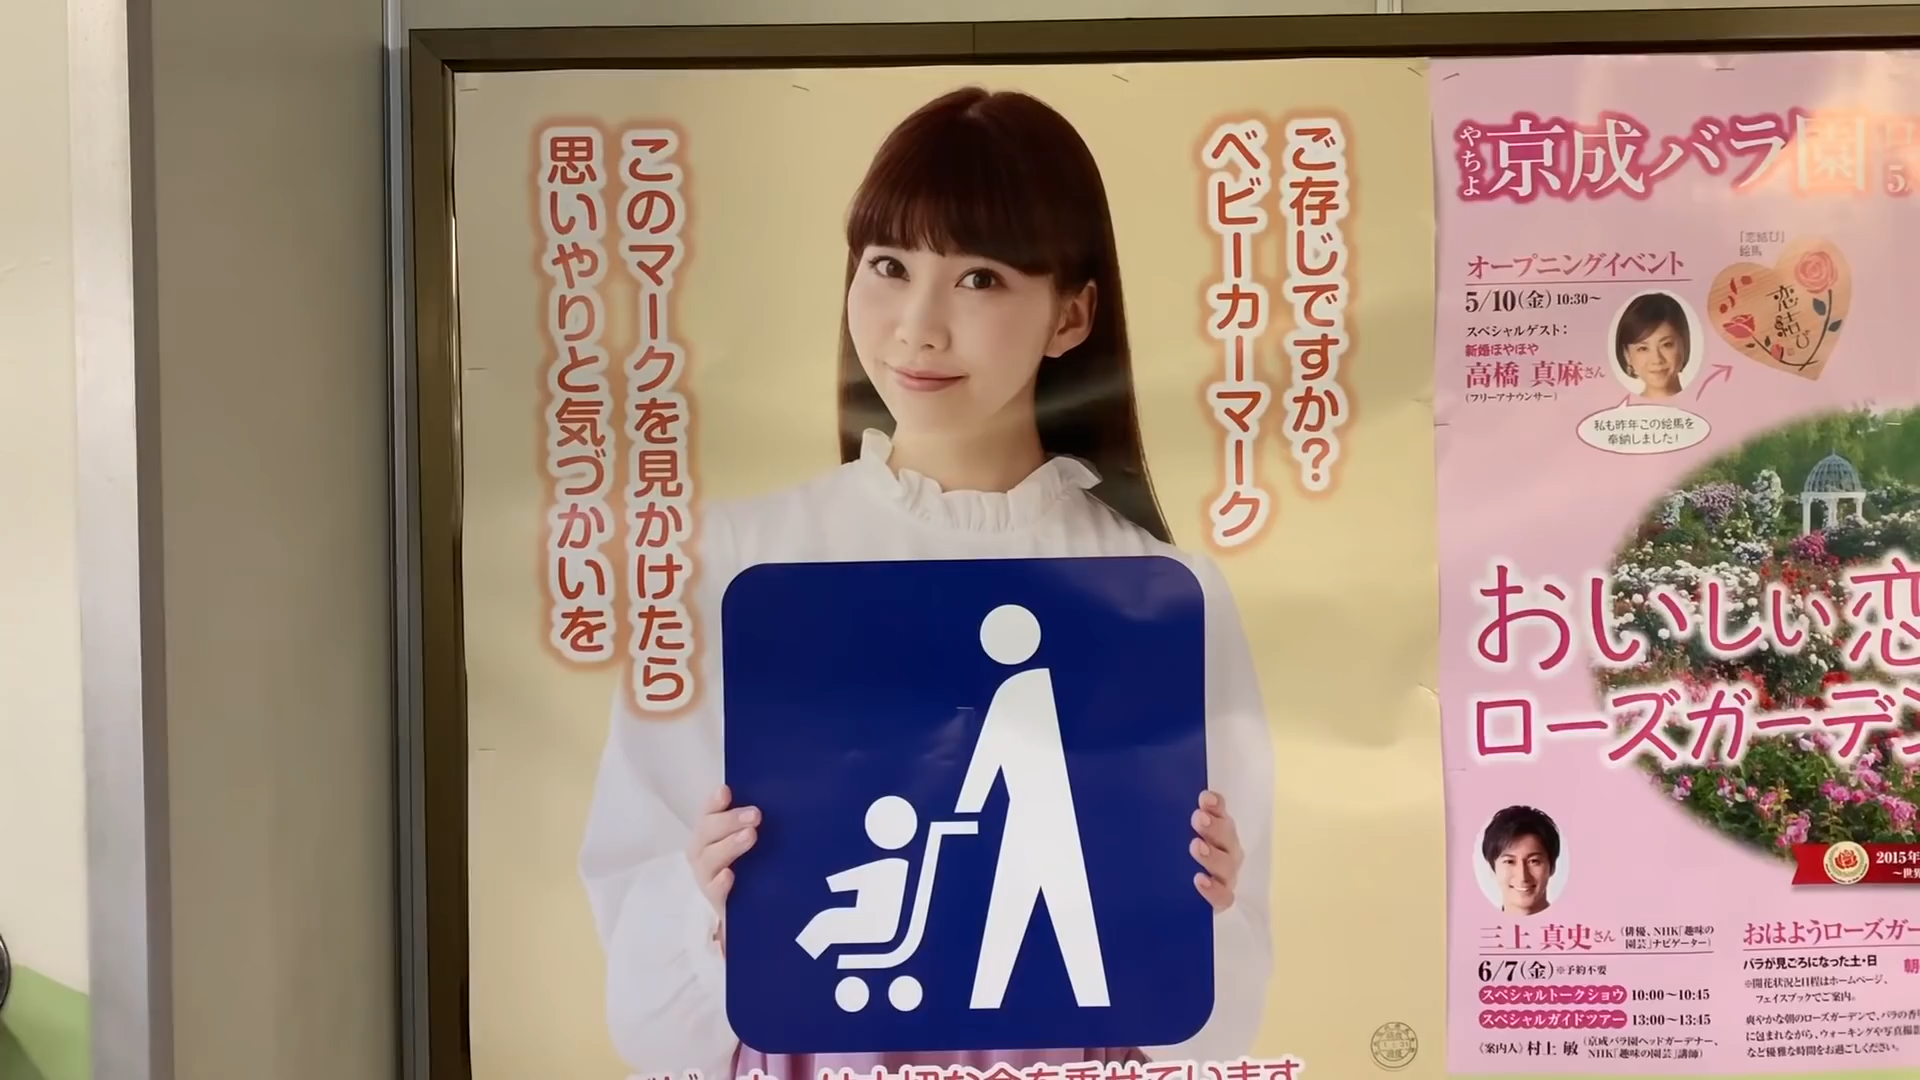 ご存じですか?
ベビーカーマーク
このマークを見かけたら
思いやりと気づかいを
やちよ
京成バラ園
オープニングイベント
5/10(金) 10:30~
スペシャルゲスト:
新婚ほやほや
高橋 真麻さん
(フリーアナウンサー)
「恋結び」
絵馬
恋結び
私も昨年この絵馬を
奉納しました!
おいしい恋
ローズガーデン
2015年
~世界
三上 真史さん
(俳優、NHK「趣味の
園芸」ナビゲーター)
6/7(金) ※予約不要
スペシャルトークショウ 10:00~10:45
スペシャルガイドツアー 13:00~13:45
〈案内人〉村上 敏
(京成バラ園ヘッドガーデナー、
NHK「趣味の園芸」講師)
おはようローズガー
バラが見ごろになった土・日
朝
※開花状況と日程はホームページ、
フェイスブックでご案内。
爽やかな朝のローズガーデンで、バラの香り
に包まれながら、ウォーキングや写真撮影
など優雅な時間をお過ごしください。